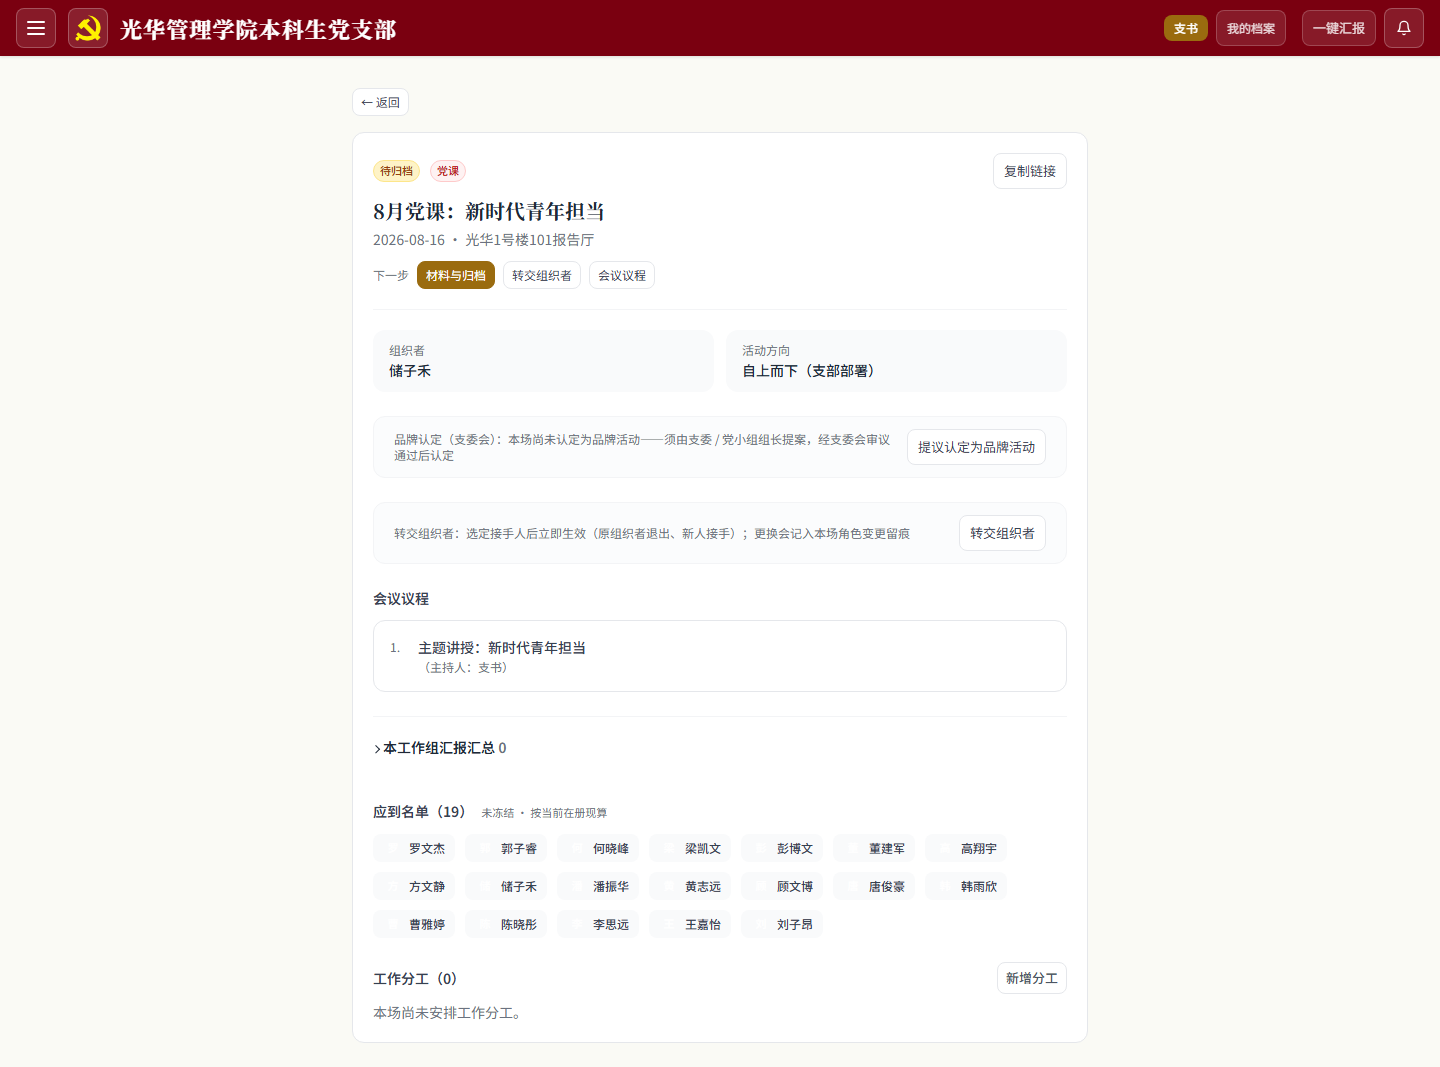 光华管理学院本科生党支部
支书
我的档案
一键汇报
← 返回
待归档
党课
复制链接
8月党课：新时代青年担当
2026-08-16 · 光华1号楼101报告厅
下一步
材料与归档
转交组织者
会议议程
组织者
储子禾
活动方向
自上而下（支部部署）
品牌认定（支委会）：本场尚未认定为品牌活动——须由支委 / 党小组组长提案，经支委会审议
通过后认定
提议认定为品牌活动
转交组织者：选定接手人后立即生效（原组织者退出、新人接手）；更换会记入本场角色变更留痕
转交组织者
会议议程
1. 主题讲授：新时代青年担当
（主持人：支书）
本工作组汇报汇总 0
应到名单（19） 未冻结 · 按当前在册现算
罗文杰 郭子睿 何晓峰 梁凯文 彭博文 董建军 高翔宇
方文静 储子禾 潘振华 黄志远 顾文博 唐俊豪 韩雨欣
曹雅婷 陈晓彤 李思远 王嘉怡 刘子昂
工作分工（0）
新增分工
本场尚未安排工作分工。